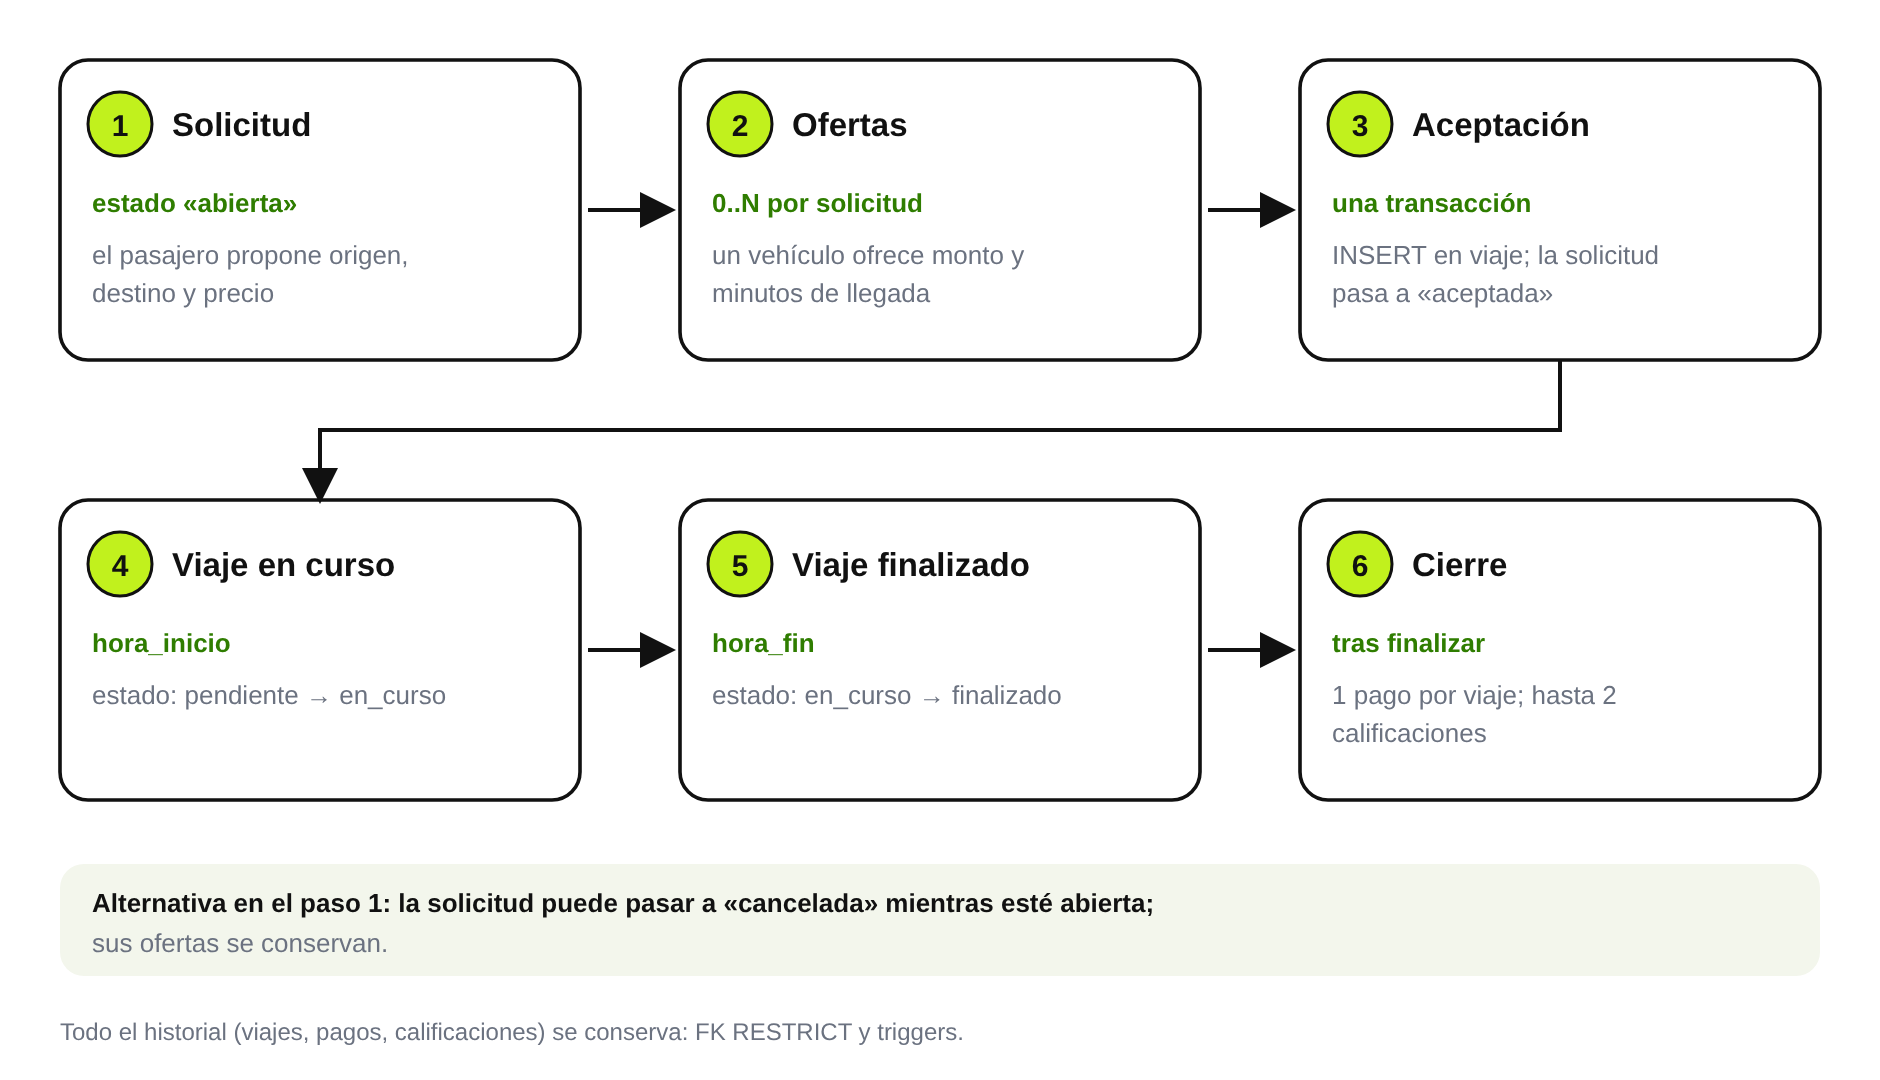 1 Solicitud
estado «abierta»
el pasajero propone origen,
destino y precio
2 Ofertas
0..N por solicitud
un vehículo ofrece monto y
minutos de llegada
3 Aceptación
una transacción
INSERT en viaje; la solicitud
pasa a «aceptada»
4 Viaje en curso
hora_inicio
estado: pendiente → en_curso
5 Viaje finalizado
hora_fin
estado: en_curso → finalizado
6 Cierre
tras finalizar
1 pago por viaje; hasta 2
calificaciones
Alternativa en el paso 1: la solicitud puede pasar a «cancelada» mientras esté abierta;
sus ofertas se conservan.
Todo el historial (viajes, pagos, calificaciones) se conserva: FK RESTRICT y triggers.